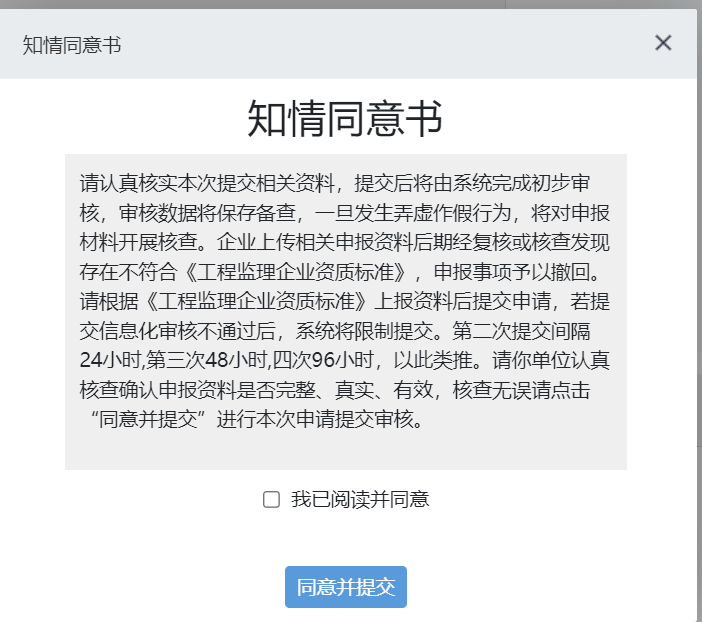 知情同意书
知情同意书
请认真核实本次提交相关资料，提交后将由系统完成初步审
核，审核数据将保存备查，一旦发生弄虚作假行为，将对申报
材料开展核查。企业上传相关申报资料后期经复核或核查发现
存在不符合《工程监理企业资质标准》，申报事项予以撤回。
请根据《工程监理企业资质标准》上报资料后提交申请，若提
交信息化审核不通过后，系统将限制提交。第二次提交间隔
24小时,第三次48小时,四次96小时，以此类推。请你单位认真
核查确认申报资料是否完整、真实、有效，核查无误请点击
“同意并提交”进行本次申请提交审核。
我已阅读并同意
同意并提交